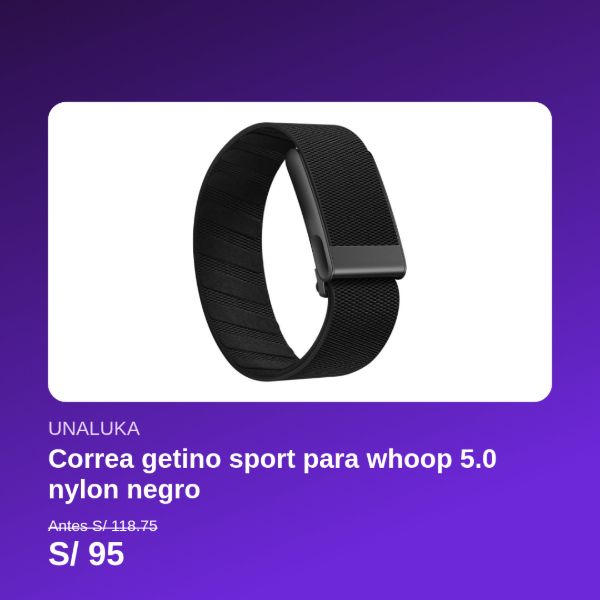 UNALUKA
Correa getino sport para whoop 5.0
nylon negro
Antes S/ 118.75
S/ 95